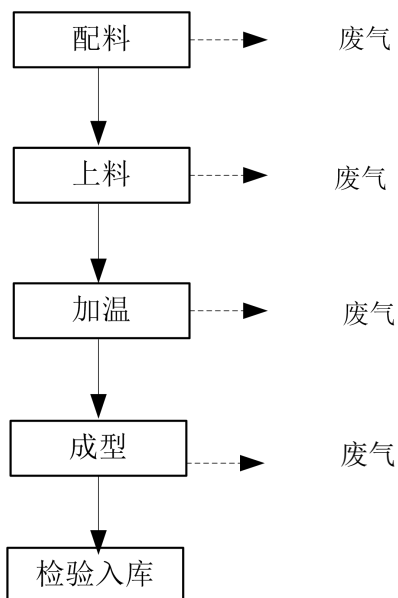 配料 废气
上料 废气
加温 废气
成型 废气
检验入库